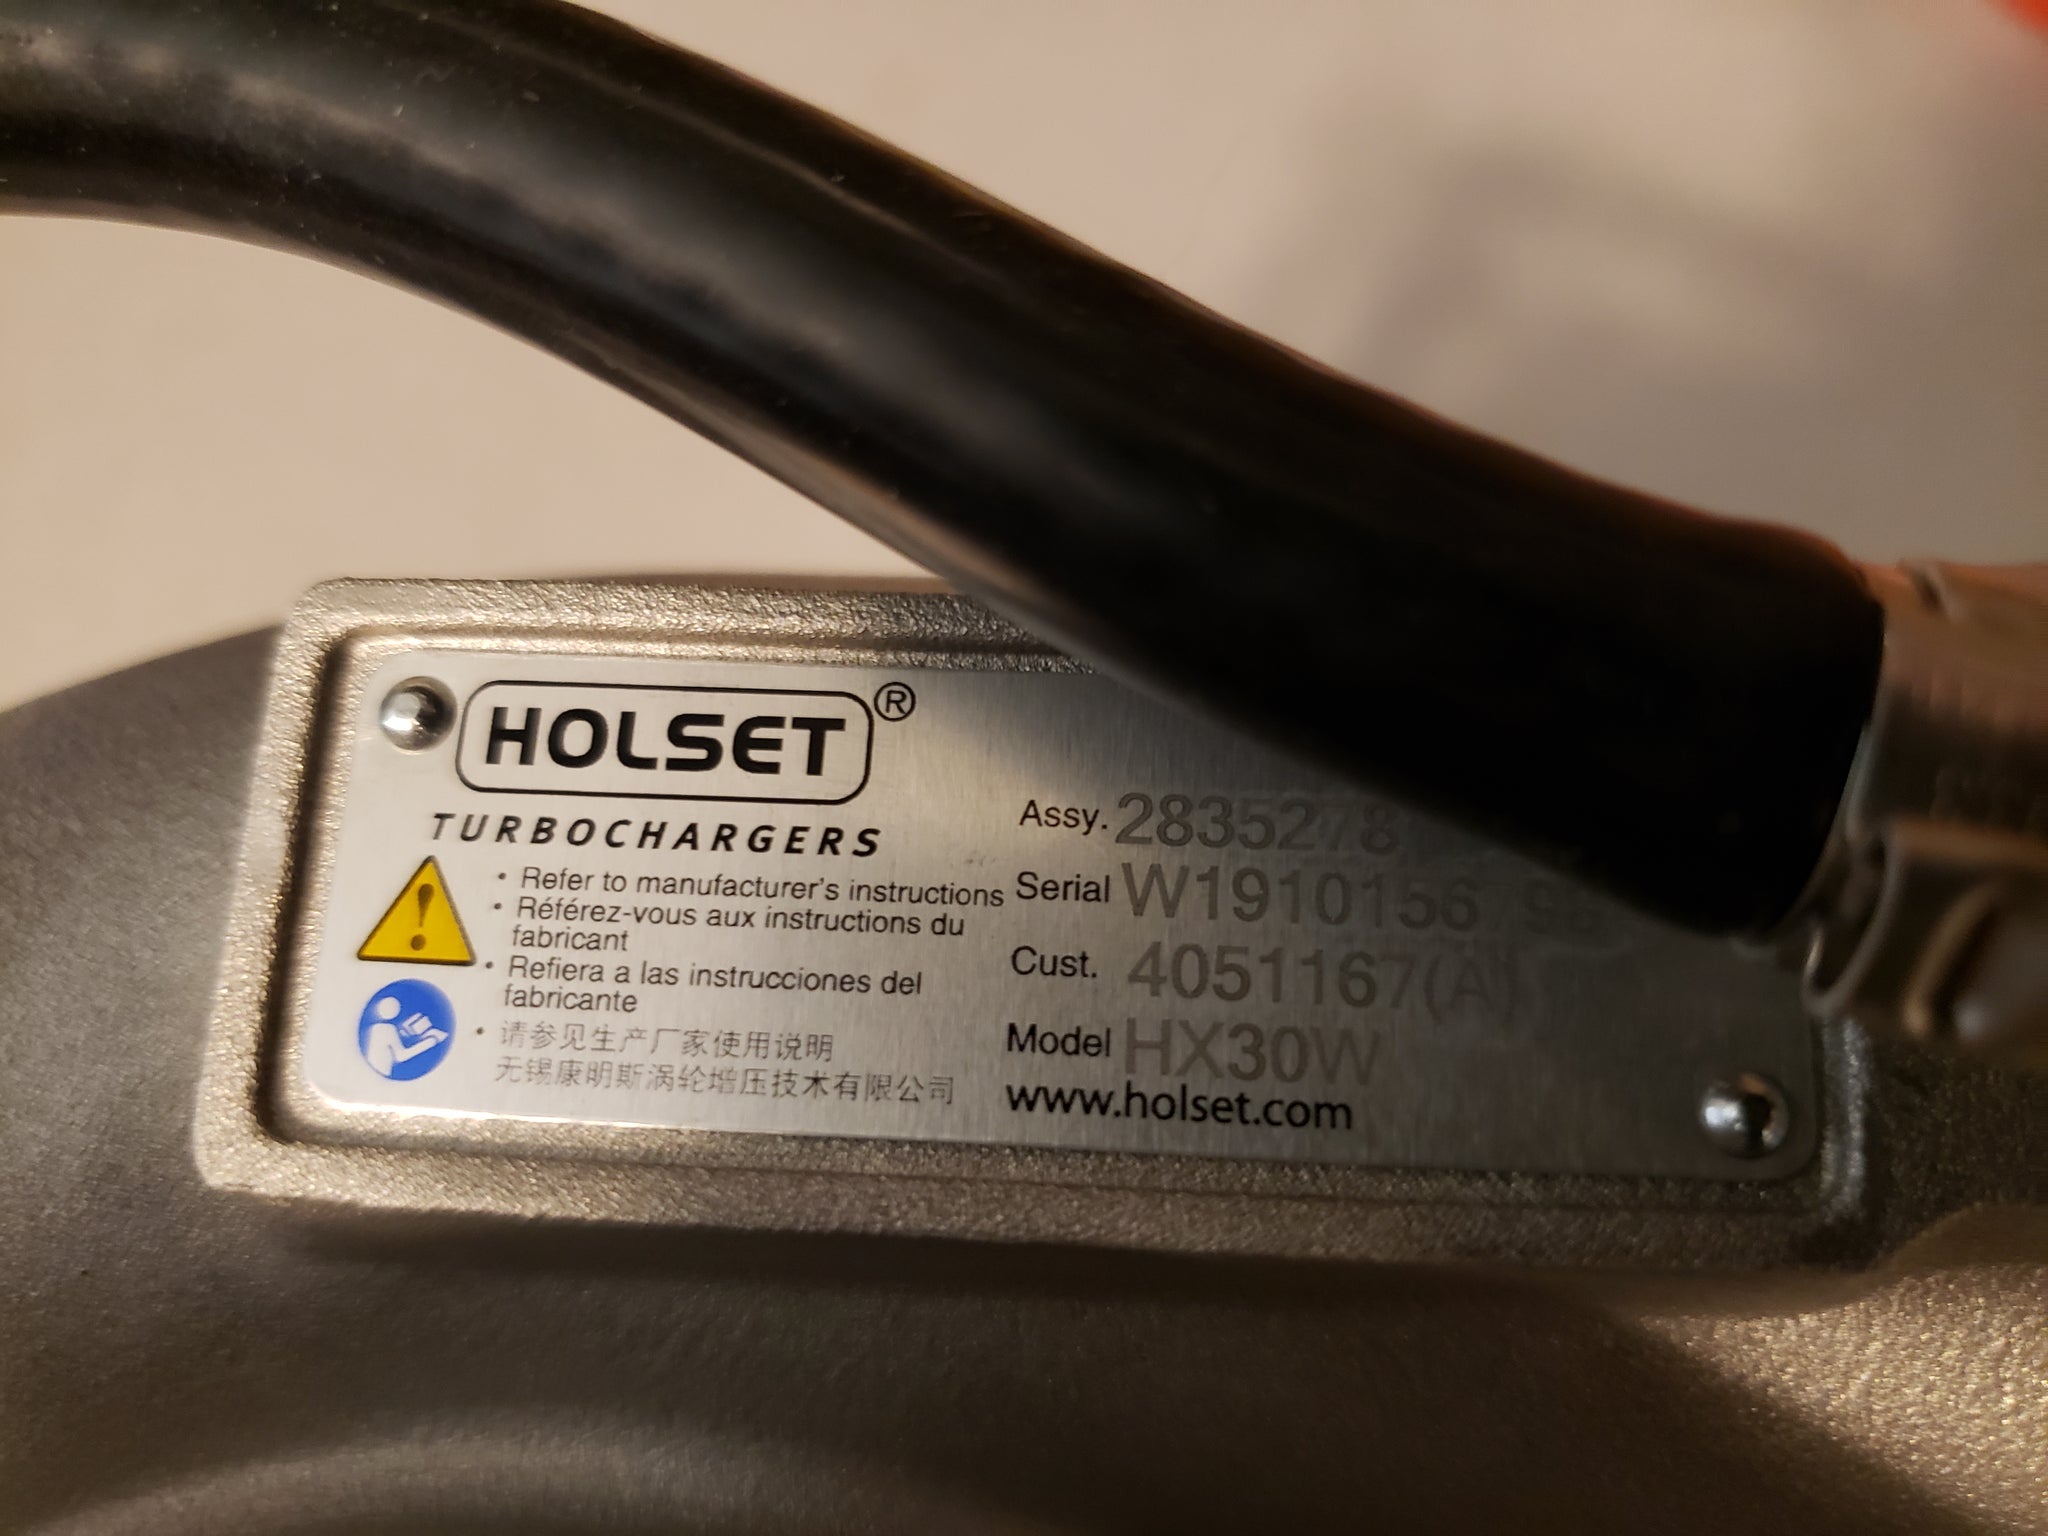 HOLSET®
TURBOCHARGERS
• Refer to manufacturer's instructions
• Référez-vous aux instructions du
fabricant
• Refiera a las instrucciones del
fabricante
• 请参见生产厂家使用说明
无锡康明斯涡轮增压技术有限公司
Assy. 2835278
Serial
Cust. 4051167(A)
Model HX30W
www.holset.com